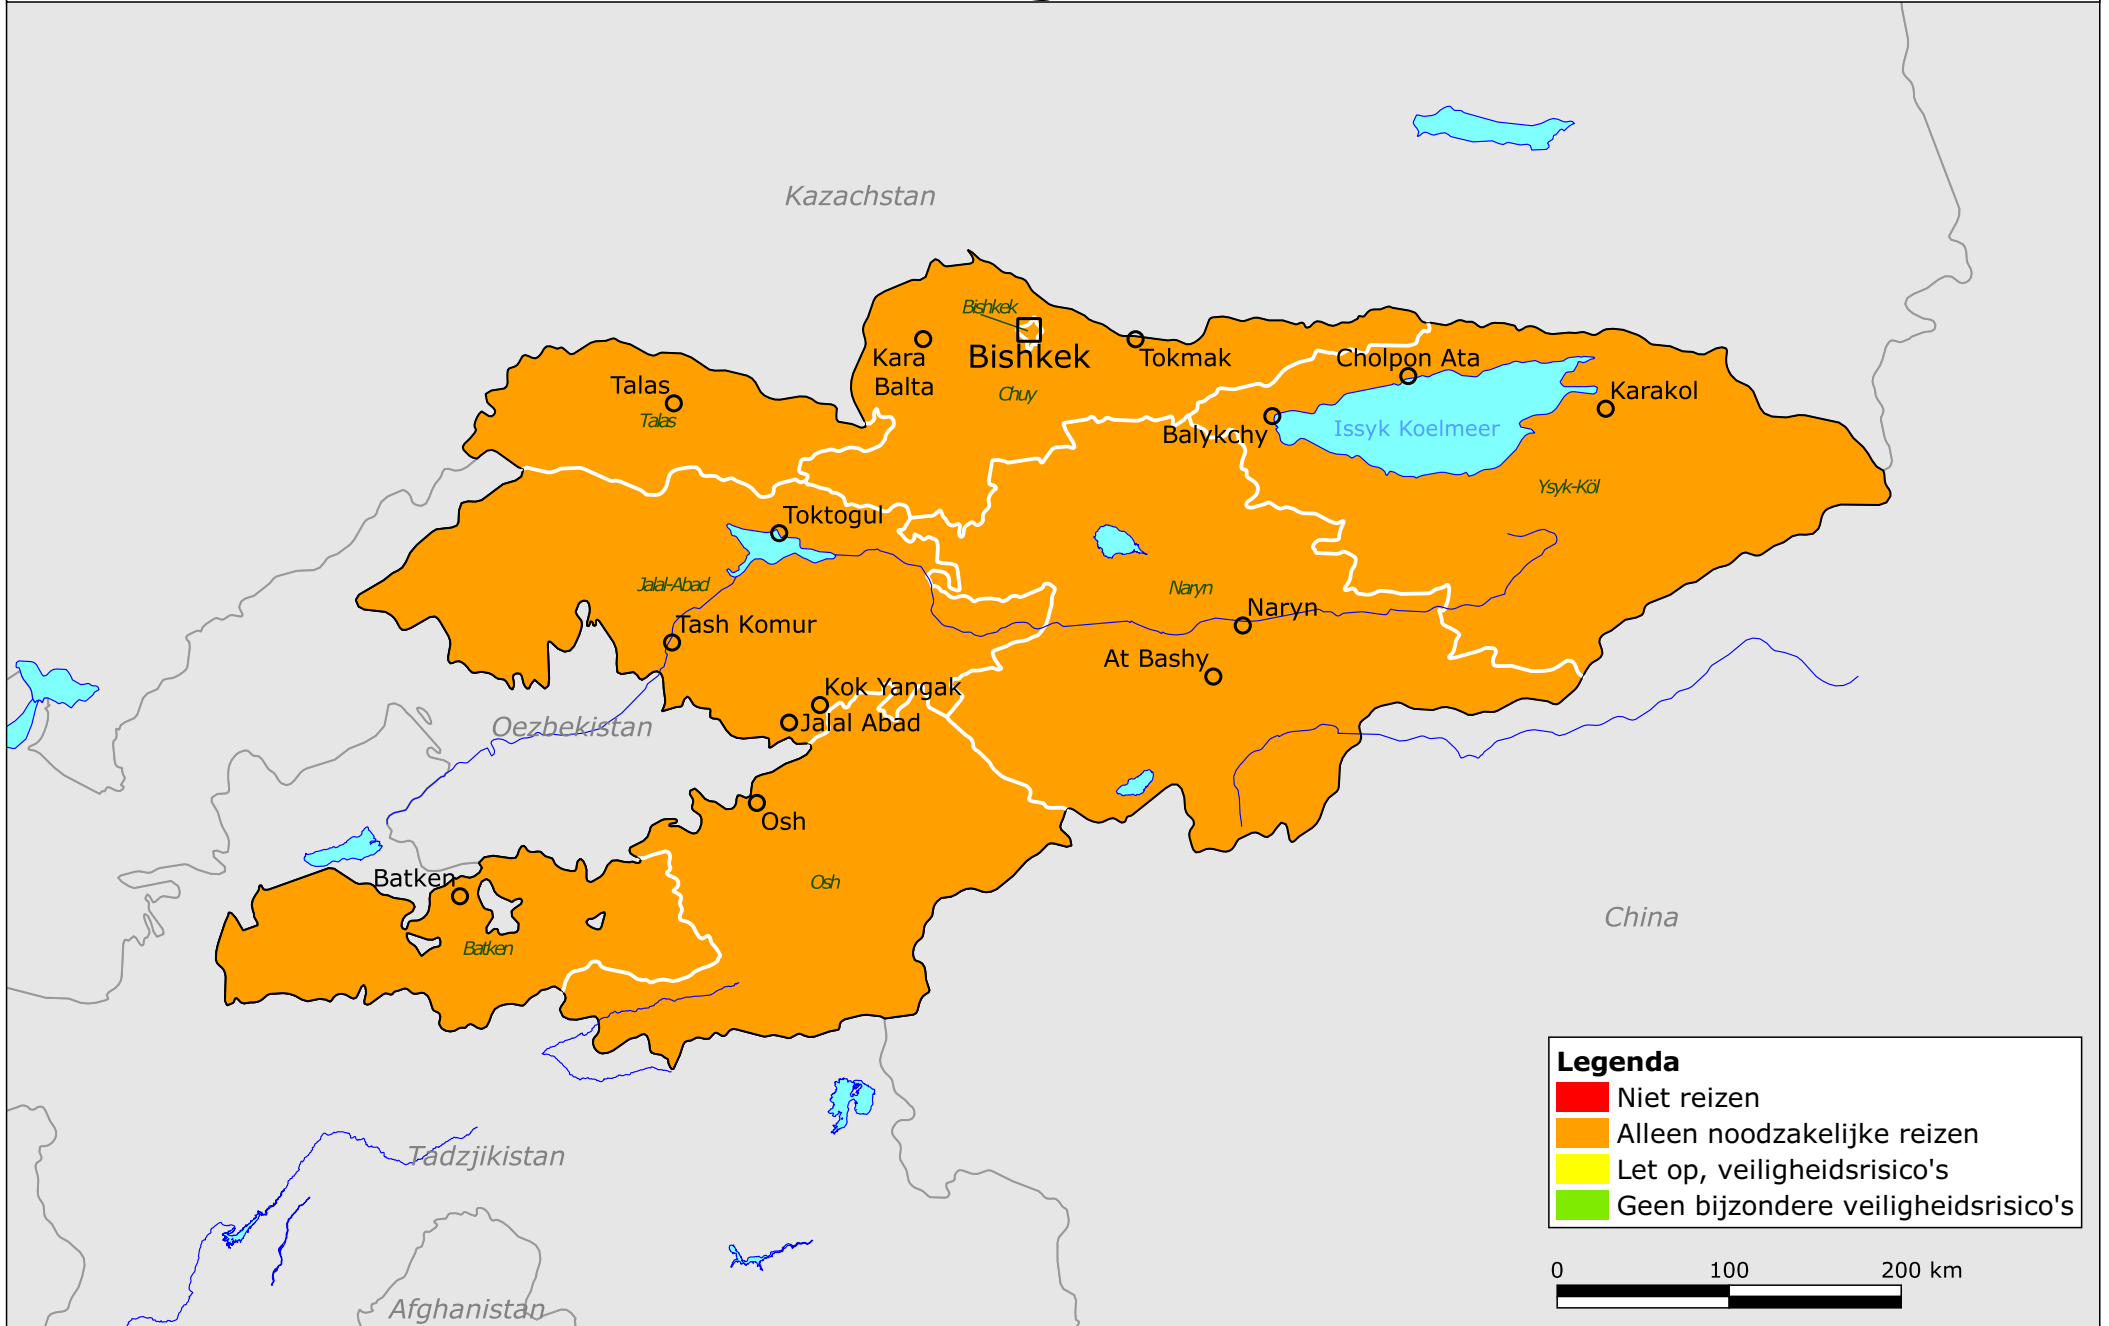 Kazachstan
Bishkek
Bishkek
Kara
Balta
Tokmak
Cholpon Ata
Talas
Talas
Chuy
Karakol
Balykchy
Issyk Koelmeer
Ysyk-Köl
Toktogul
Jalal-Abad
Naryn
Naryn
Tash Komur
At Bashy
Kok Yangak
Jalal Abad
Oezbekistan
Osh
Batken
Osh
Batken
China
Tadzjikistan
Afghanistan
Legenda
Niet reizen
Alleen noodzakelijke reizen
Let op, veiligheidsrisico's
Geen bijzondere veiligheidsrisico's
0 100 200 km